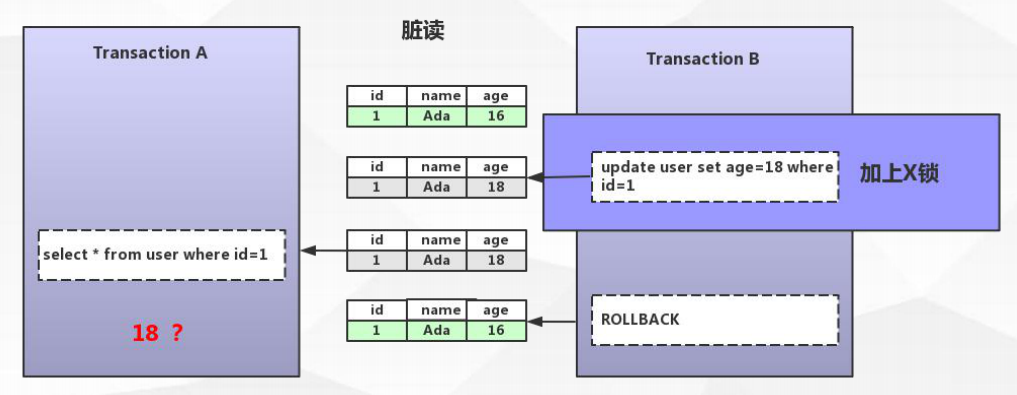 脏读
Transaction A
Transaction B
id name age
1 Ada 16
id name age
1 Ada 18
update user set age=18 where
id=1
加上X锁
id name age
1 Ada 18
select * from user where id=1
id name age
1 Ada 16
ROLLBACK
18 ?